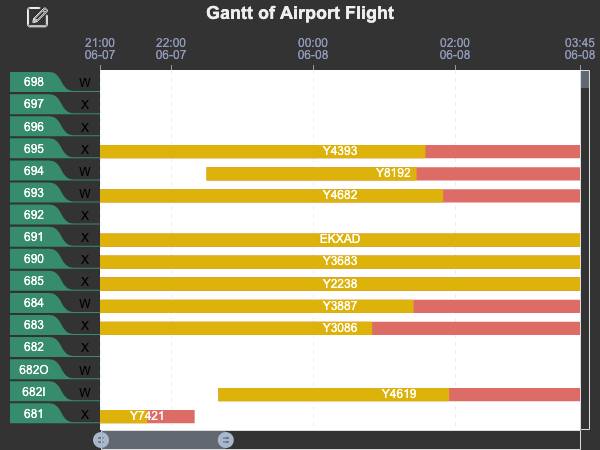 Gantt of Airport Flight
21:00 22:00 00:00 02:00 03:45
06-07 06-07 06-08 06-08 06-08
698 W
697 X
696 X
695 X Y4393
694 W Y8192
693 W Y4682
692 X
691 X EKXAD
690 X Y3683
685 X Y2238
684 W Y3887
683 X Y3086
682 X
682O W
682I W Y4619
681 X Y7421